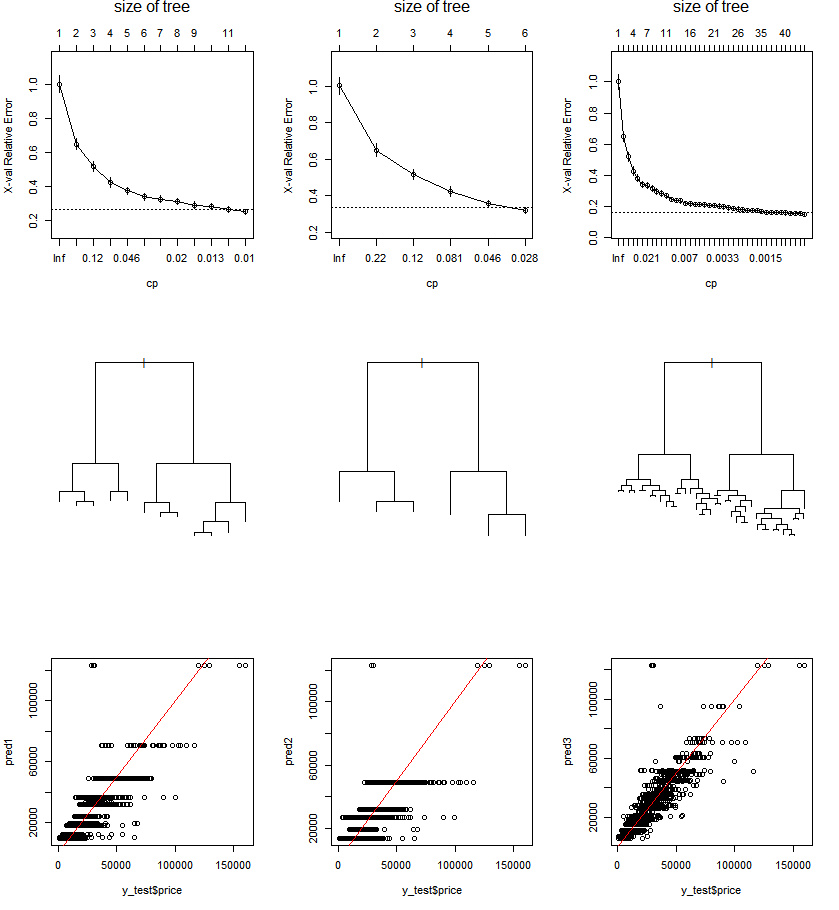 size of tree
1 2 3 4 5 6 7 8 9 11
X-val Relative Error
0.2 0.4 0.6 0.8 1.0
Inf 0.12 0.046 0.02 0.013 0.01
cp
size of tree
1 2 3 4 5 6
X-val Relative Error
0.2 0.4 0.6 0.8 1.0
Inf 0.22 0.12 0.081 0.046 0.028
cp
size of tree
1 4 7 11 16 21 26 31 35 40
X-val Relative Error
0.0 0.2 0.4 0.6 0.8 1.0
Inf 0.021 0.007 0.0033 0.0015
cp
pred1
20000 60000 100000
0 50000 100000 150000
y_test$price
pred2
20000 60000 100000
0 50000 100000 150000
y_test$price
pred3
20000 60000 100000
0 50000 100000 150000
y_test$price